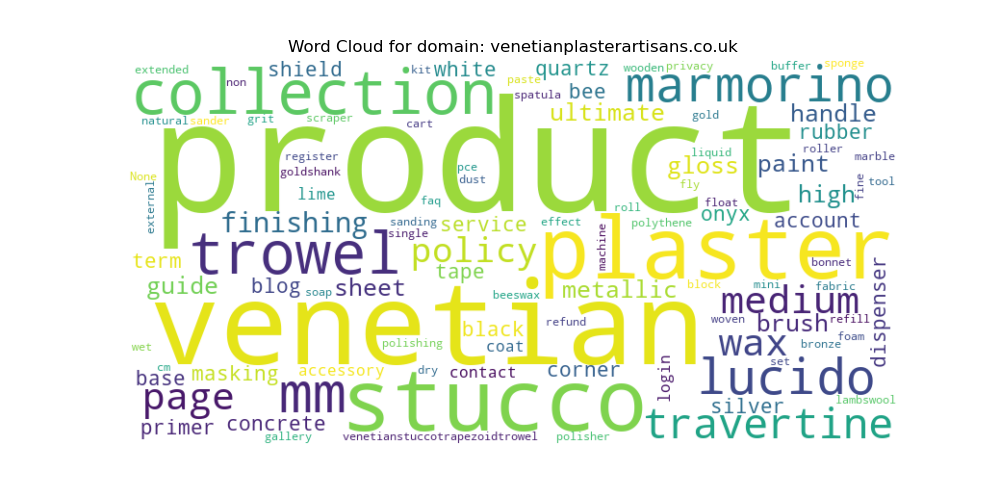 Word Cloud for domain: venetianplasterartisans.co.uk
extended shield kit white quartz wooden privacy buffer sponge
collection non paste spatula bee marmorino
natural sander grit scraper cart ultimate gold handle
product rubber
None register goldshank lime pce dust liquid gloss paint roller marble
external faq fly high fine tool
finishing sanding single service effect roll float onyx polythene account
term trowel policy plaster machine bonnet
guide blog soap sheet tape beeswax metallic block mini fabric dispenser
venetian medium
black refund woven brush refill
wet polishing coat wax bronze foam
cm base masking accessory dry contact corner login set
page mm stucco lucido silver lambswool
primer concrete travertine
gallery venetianstuccotrapezoidtrowel polisher